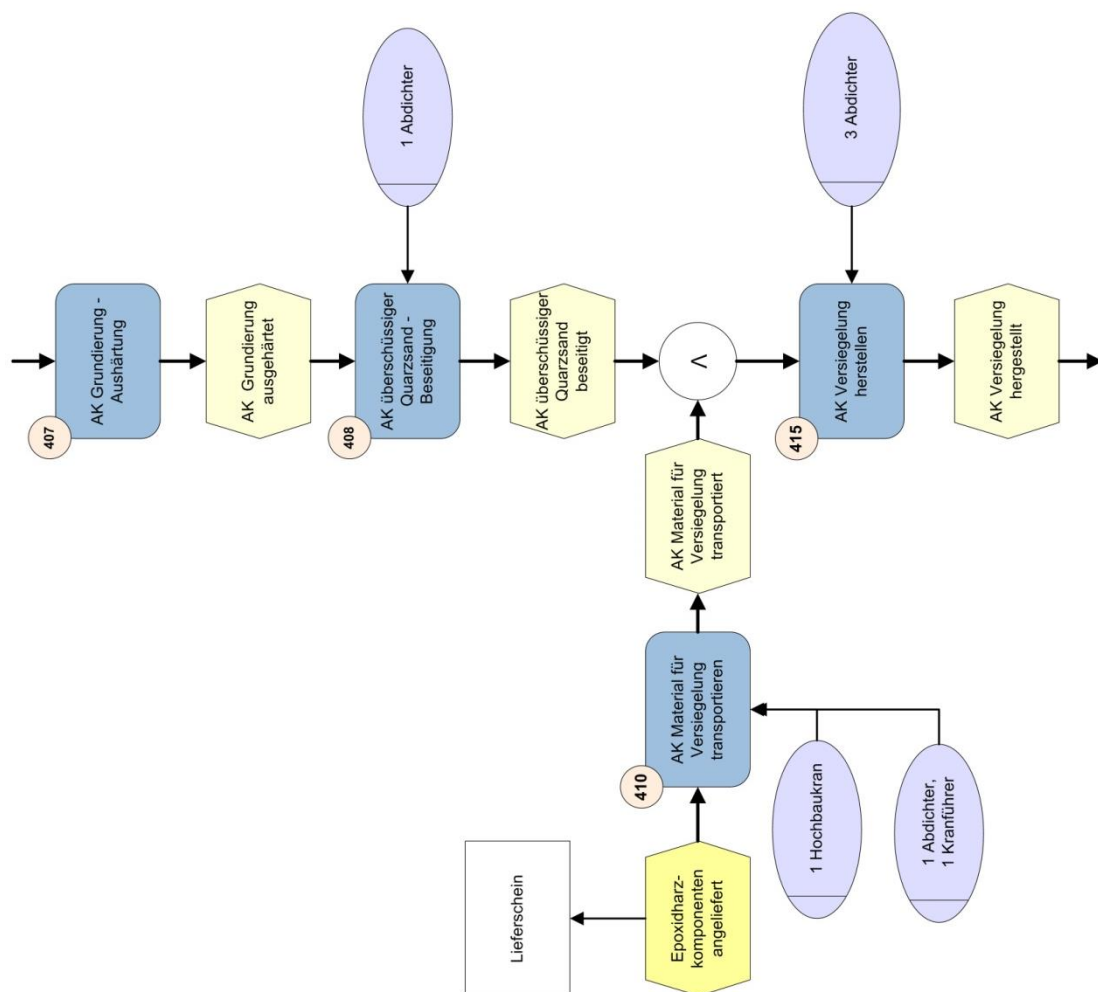 407
AK Grundierung -
Aushärtung
AK Grundierung
ausgehärtet
1 Abdichter
408
AK überschüssiger
Quarzsand -
Beseitigung
AK überschüssiger
Quarzsand
beseitigt
V
Lieferschein
Epoxidharz-
komponenten
angeliefert
410
AK Material für
Versiegelung
transportieren
1 Hochbaukran
1 Abdichter,
1 Kranführer
AK Material für
Versiegelung
transportiert
3 Abdichter
415
AK Versiegelung
herstellen
AK Versiegelung
hergestellt